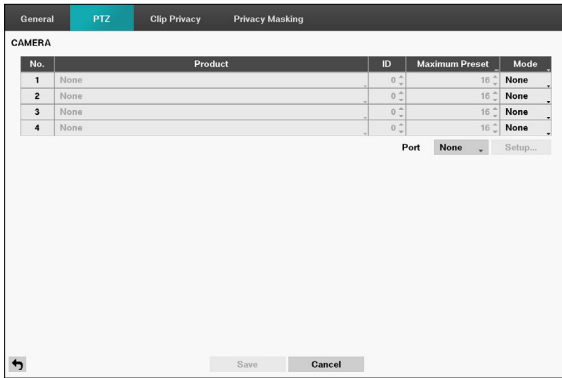 General PTZ Clip Privacy Privacy Masking
CAMERA
No. Product ID Maximum Preset Mode
1 None 0 16 None
2 None 0 16 None
3 None 0 16 None
4 None 0 16 None
Port None Setup...
Save Cancel